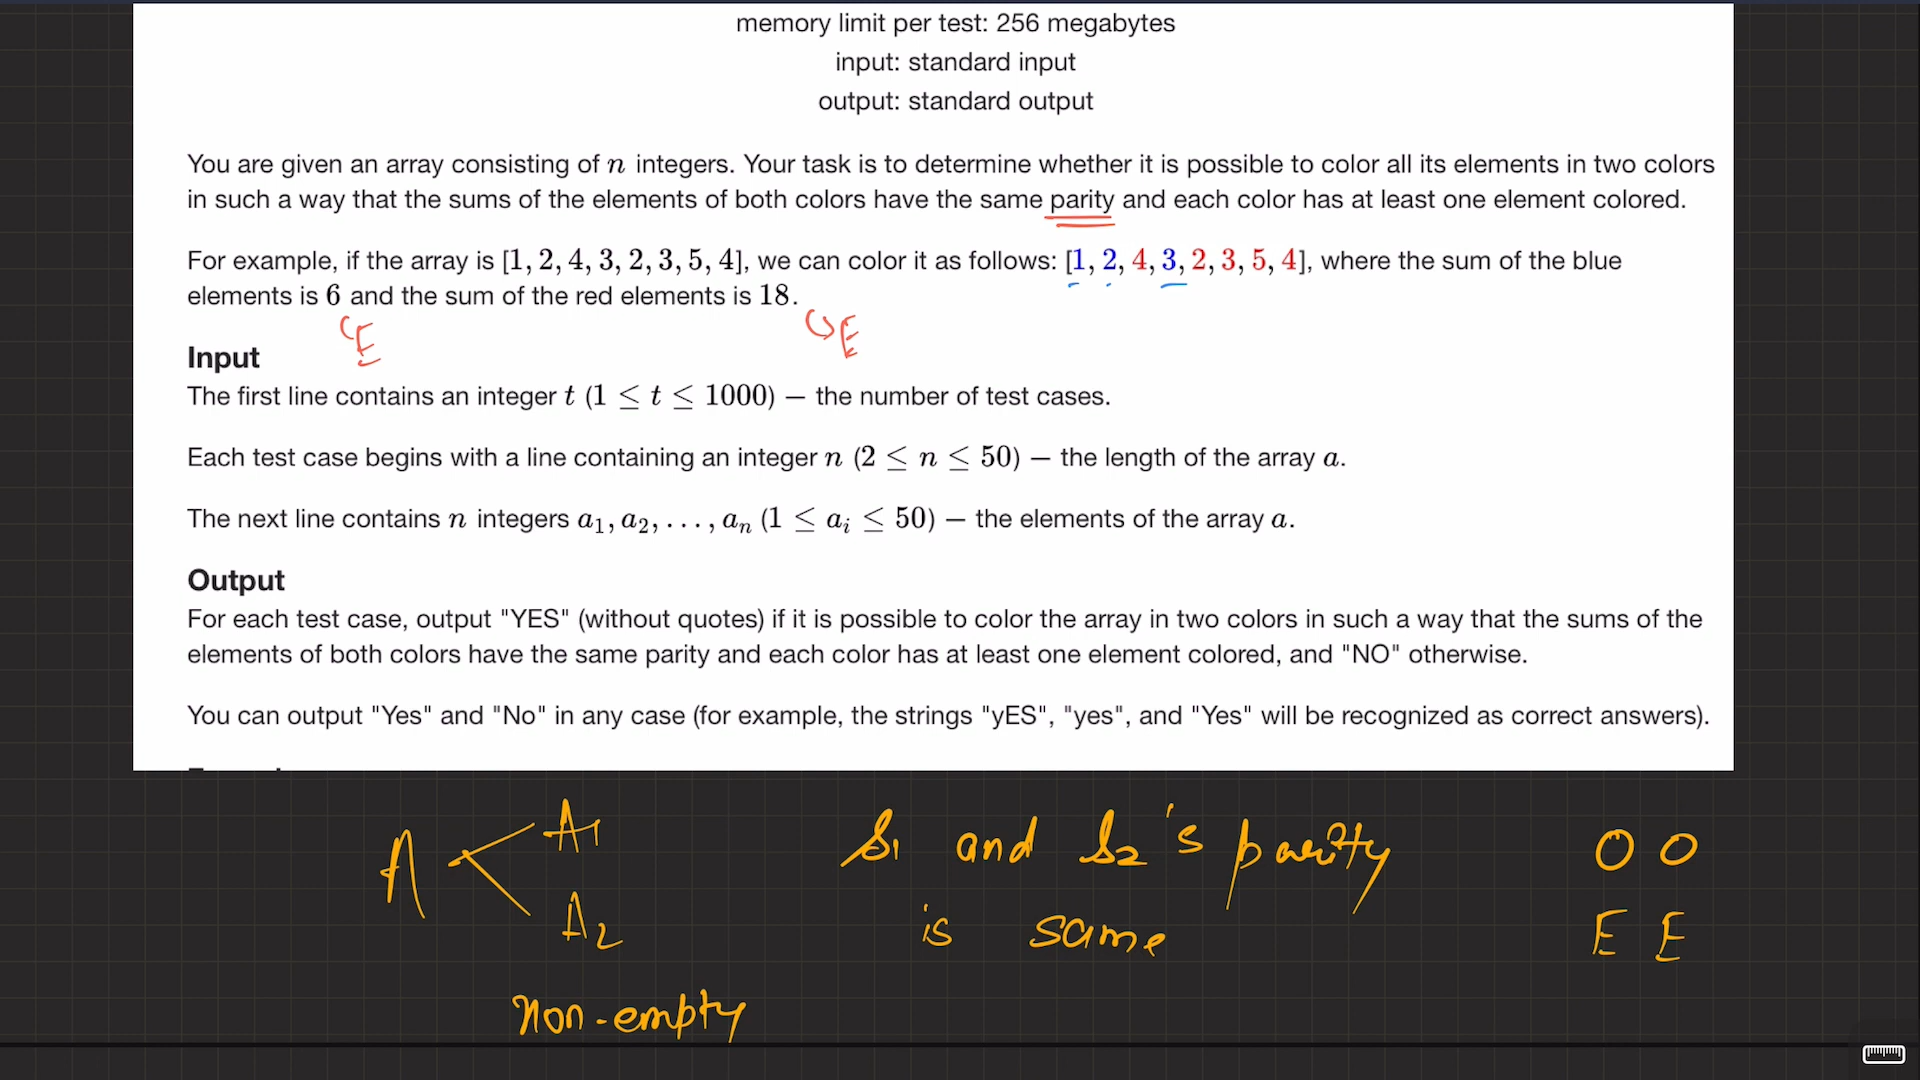 memory limit per test: 256 megabytes
input: standard input
output: standard output
You are given an array consisting of n integers. Your task is to determine whether it is possible to color all its elements in two colors
in such a way that the sums of the elements of both colors have the same parity and each color has at least one element colored.
For example, if the array is [1, 2, 4, 3, 2, 3, 5, 4], we can color it as follows: [1, 2, 4, 3, 2, 3, 5, 4], where the sum of the blue
elements is 6 and the sum of the red elements is 18.
E E
Input
The first line contains an integer t (1 ≤ t ≤ 1000) — the number of test cases.
Each test case begins with a line containing an integer n (2 ≤ n ≤ 50) — the length of the array a.
The next line contains n integers a₁, a₂, . . . , aₙ (1 ≤ aᵢ ≤ 50) — the elements of the array a.
Output
For each test case, output "YES" (without quotes) if it is possible to color the array in two colors in such a way that the sums of the
elements of both colors have the same parity and each color has at least one element colored, and "NO" otherwise.
You can output "Yes" and "No" in any case (for example, the strings "yES", "yes", and "Yes" will be recognized as correct answers).
A < A₁ S₁ and S₂'s parity O O
A₂ is same E E
non-empty